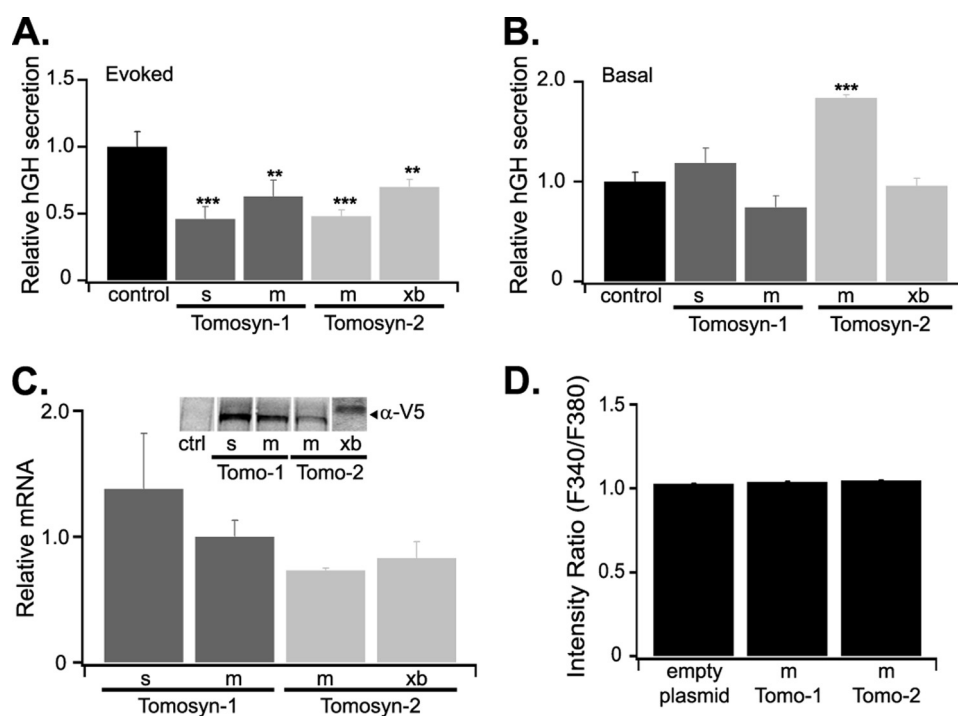 A.
Evoked
Relative hGH secretion
1.5
1.0
0.5
0
***
**
***
**
control s m m xb
Tomosyn-1 Tomosyn-2
B.
Basal
Relative hGH secretion
2.0
1.0
0
***
control s m m xb
Tomosyn-1 Tomosyn-2
C.
Relative mRNA
2.0
1.0
0
α-V5
ctrl s m m xb
Tomo-1 Tomo-2
s m m xb
Tomosyn-1 Tomosyn-2
D.
Intensity Ratio (F340/F380)
1.5
1.0
0.5
0
empty m m
plasmid Tomo-1 Tomo-2